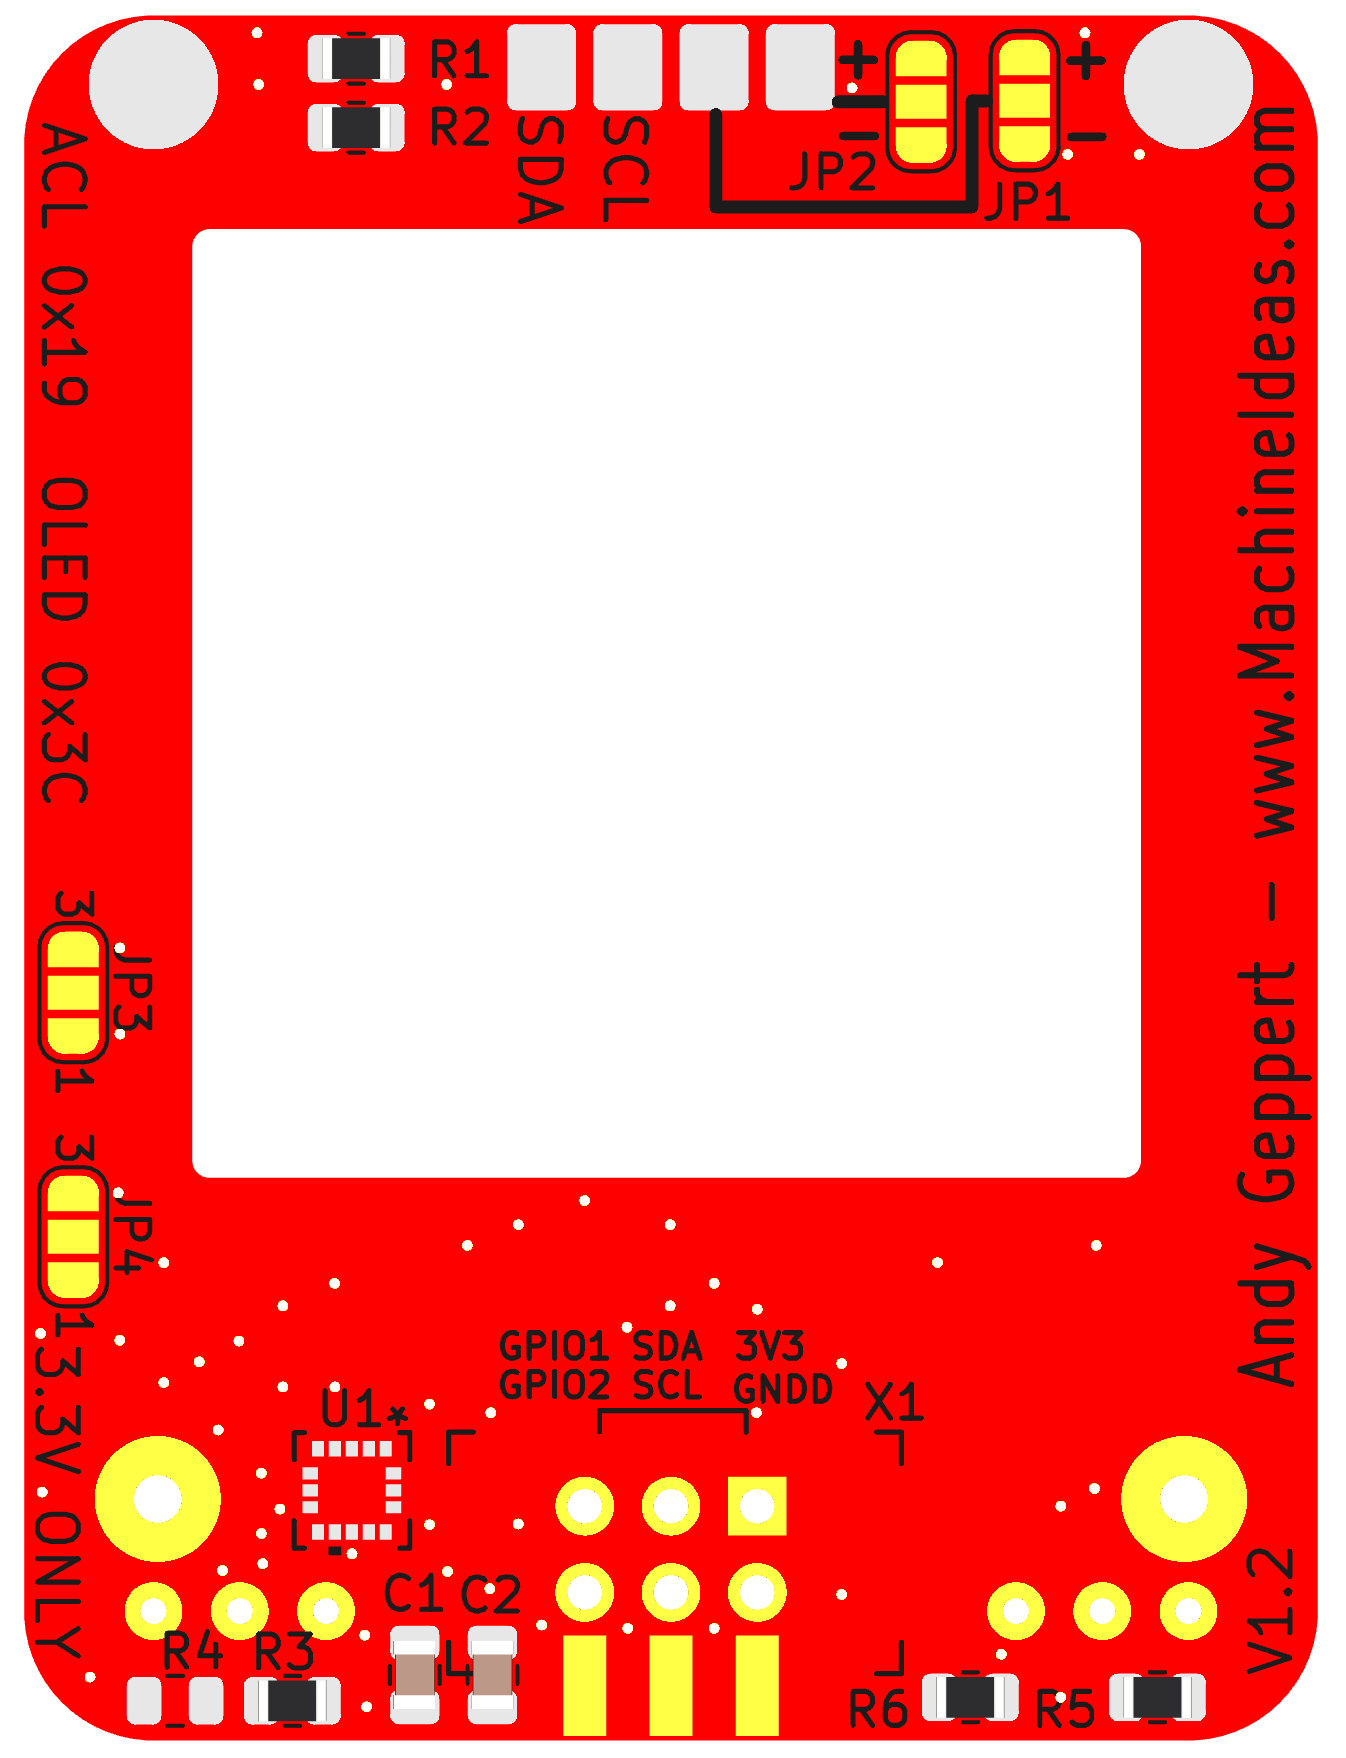 R1
R2
SDA
SCL
+
-
JP2
+
-
JP1
ACL 0x19 OLED 0x3C
3
JP3
1
3
JP4
1
3.3V ONLY
Andy Geppert - www.MachineIdeas.com
GPIO1 SDA 3V3
GPIO2 SCL GNDD
U1*
X1
C1 C2
R4 R3
R6 R5
V1.2